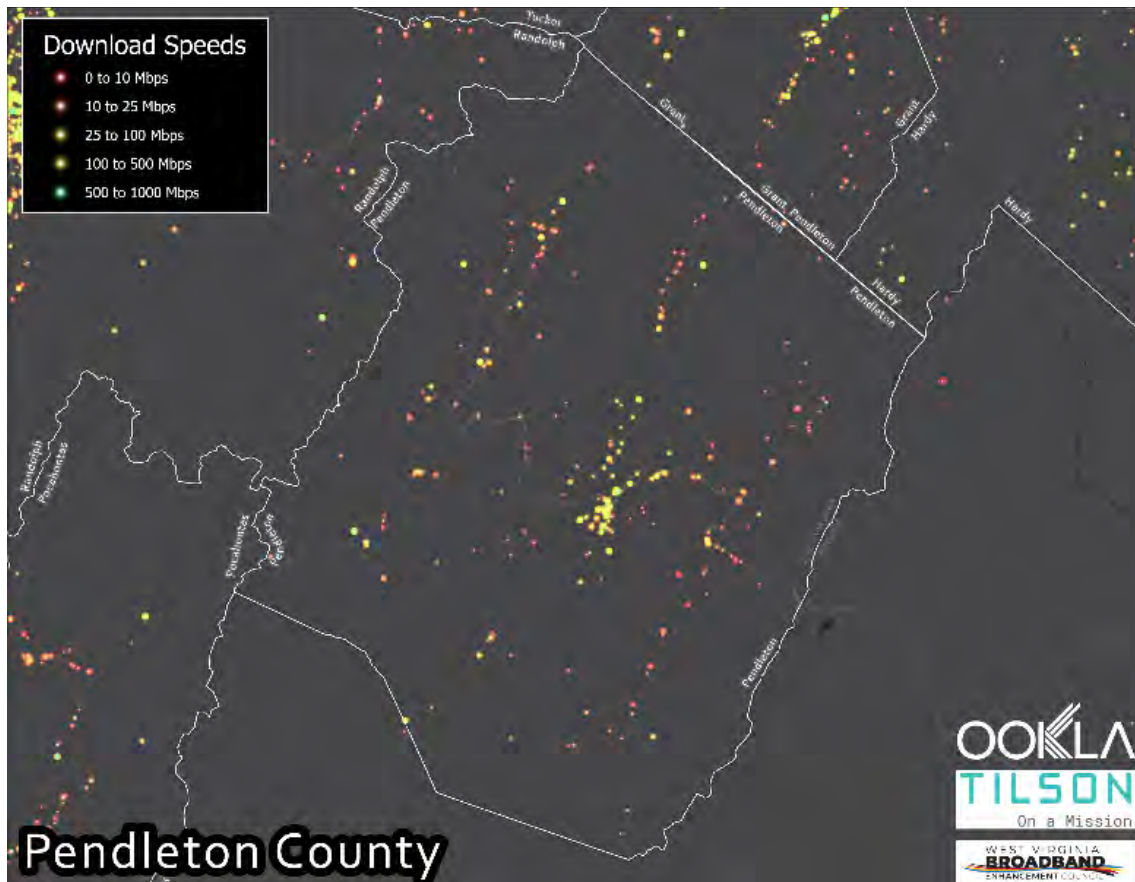 Download Speeds
0 to 10 Mbps
10 to 25 Mbps
25 to 100 Mbps
100 to 500 Mbps
500 to 1000 Mbps
Tucker
Randolph
Grant
Grant
Hardy
Randolph
Pendleton
Grant Pendleton
Pendleton
Hardy
Hardy
Pendleton
Randolph
Pocahontas
Pocahontas
Pendleton
Pendleton
OOKLA
TILSON
On a Mission
WEST VIRGINIA
BROADBAND
ENHANCEMENT COUNCIL
Pendleton County